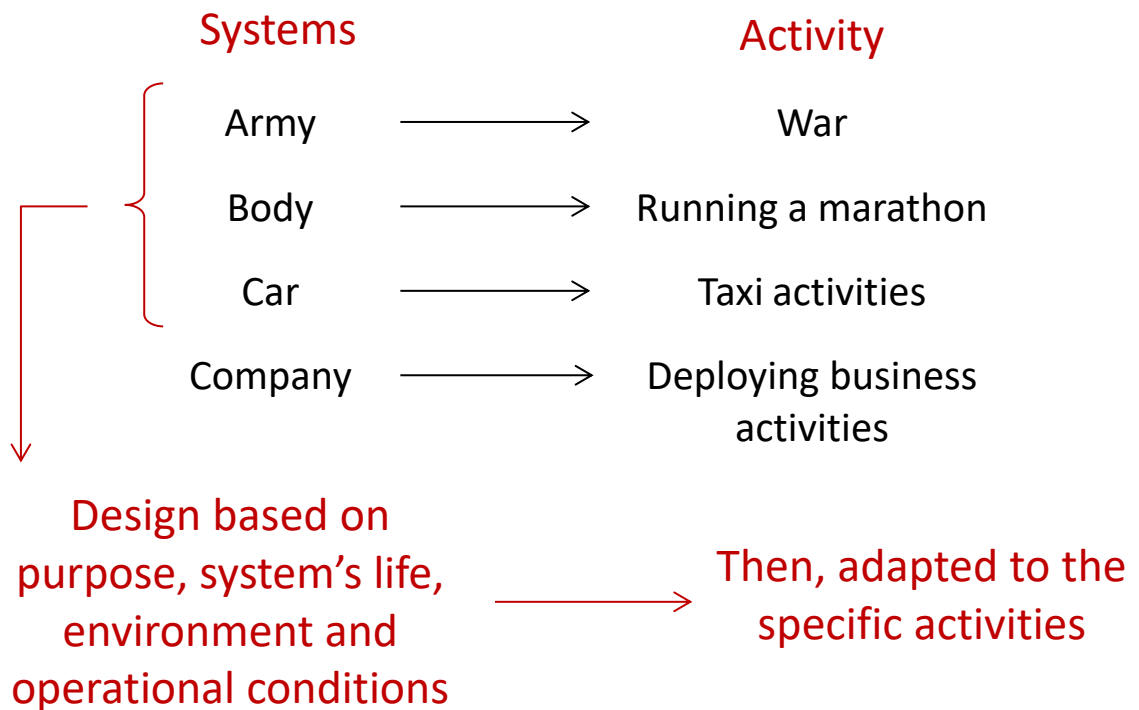 Systems
Activity
Army
War
Body
Running a marathon
Car
Taxi activities
Company
Deploying business
activities
Design based on
purpose, system’s life,
environment and
operational conditions
Then, adapted to the
specific activities